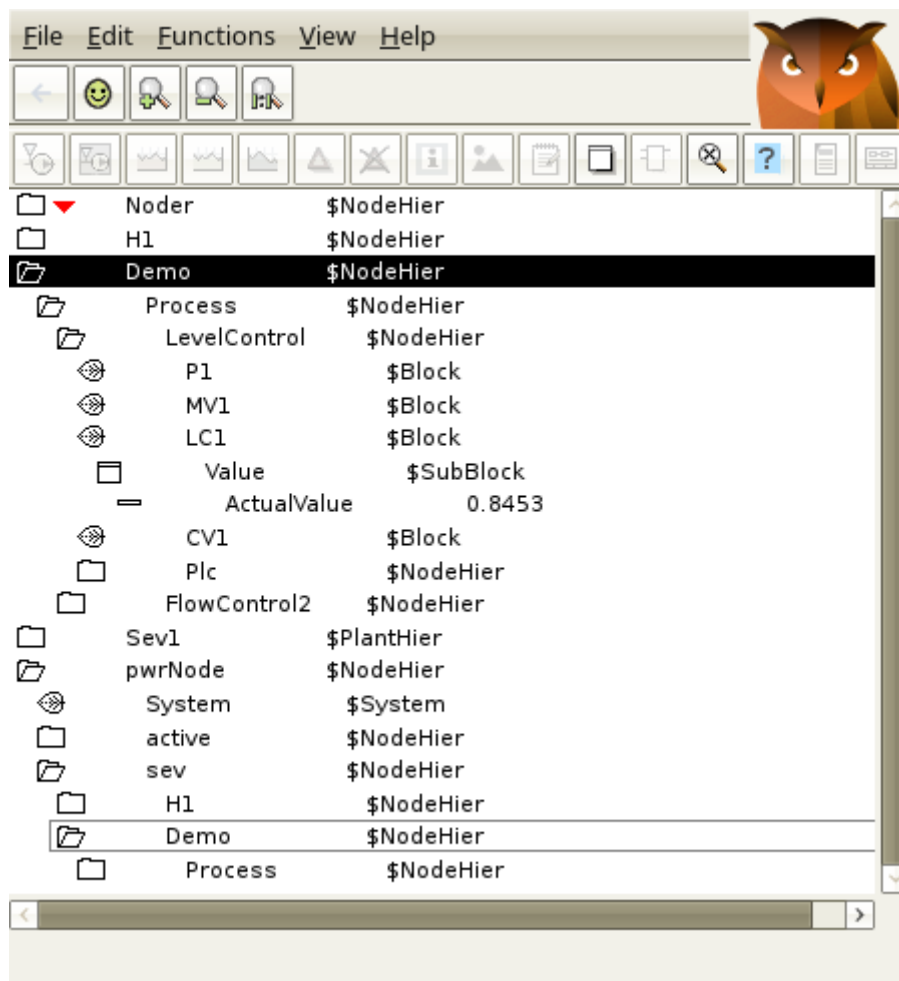 File Edit Functions View Help
1:1
i ?
Noder $NodeHier
H1 $NodeHier
Demo $NodeHier
Process $NodeHier
LevelControl $NodeHier
P1 $Block
MV1 $Block
LC1 $Block
Value $SubBlock
ActualValue 0.8453
CV1 $Block
Plc $NodeHier
FlowControl2 $NodeHier
Sev1 $PlantHier
pwrNode $NodeHier
System $System
active $NodeHier
sev $NodeHier
H1 $NodeHier
Demo $NodeHier
Process $NodeHier